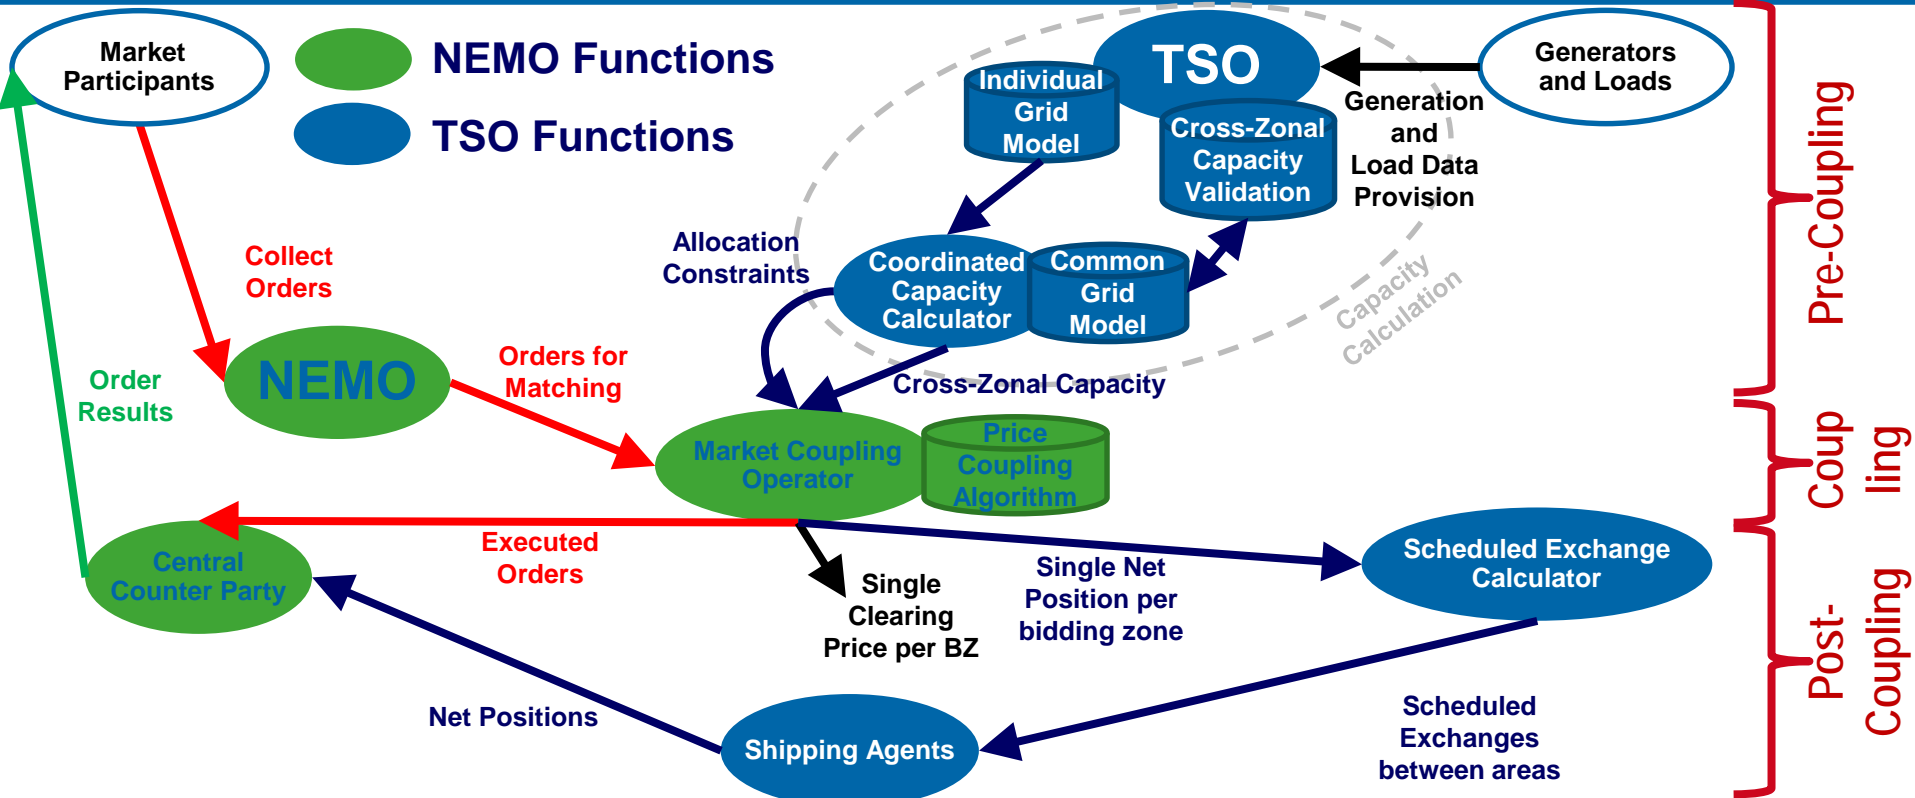 Market
Participants
NEMO Functions
TSO Functions
TSO
Generators
and Loads
Individual
Grid
Model
Cross-Zonal
Capacity
Validation
Generation
and
Load Data
Provision
Pre-Coupling
Collect
Orders
Allocation
Constraints
Coordinated
Capacity
Calculator
Common
Grid
Model
Capacity
Calculation
NEMO
Orders for
Matching
Order
Results
Cross-Zonal Capacity
Market Coupling
Operator
Price
Coupling
Algorithm
Coup
ling
Central
Counter Party
Executed
Orders
Single
Clearing
Price per BZ
Single Net
Position per
bidding zone
Scheduled Exchange
Calculator
Post-
Coupling
Net Positions
Shipping Agents
Scheduled
Exchanges
between areas